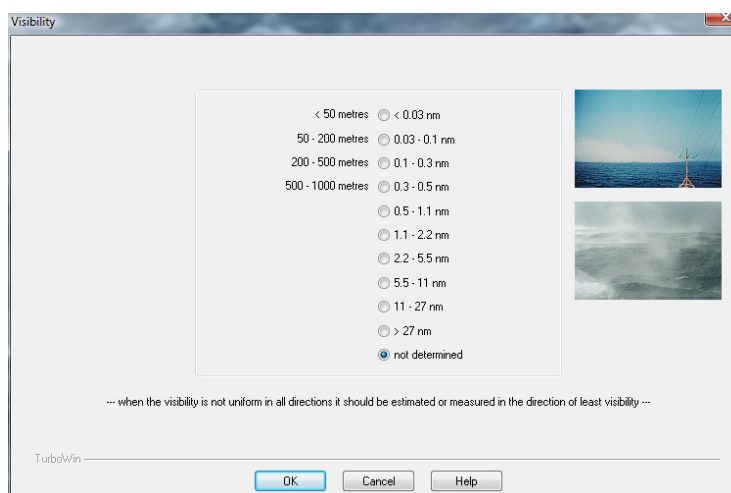 Visibility
< 50 metres < 0.03 nm
50 - 200 metres 0.03 - 0.1 nm
200 - 500 metres 0.1 - 0.3 nm
500 - 1000 metres 0.3 - 0.5 nm
0.5 - 1.1 nm
1.1 - 2.2 nm
2.2 - 5.5 nm
5.5 - 11 nm
11 - 27 nm
> 27 nm
not determined
--- when the visibility is not uniform in all directions it should be estimated or measured in the direction of least visibility ---
TurboWin
OK Cancel Help